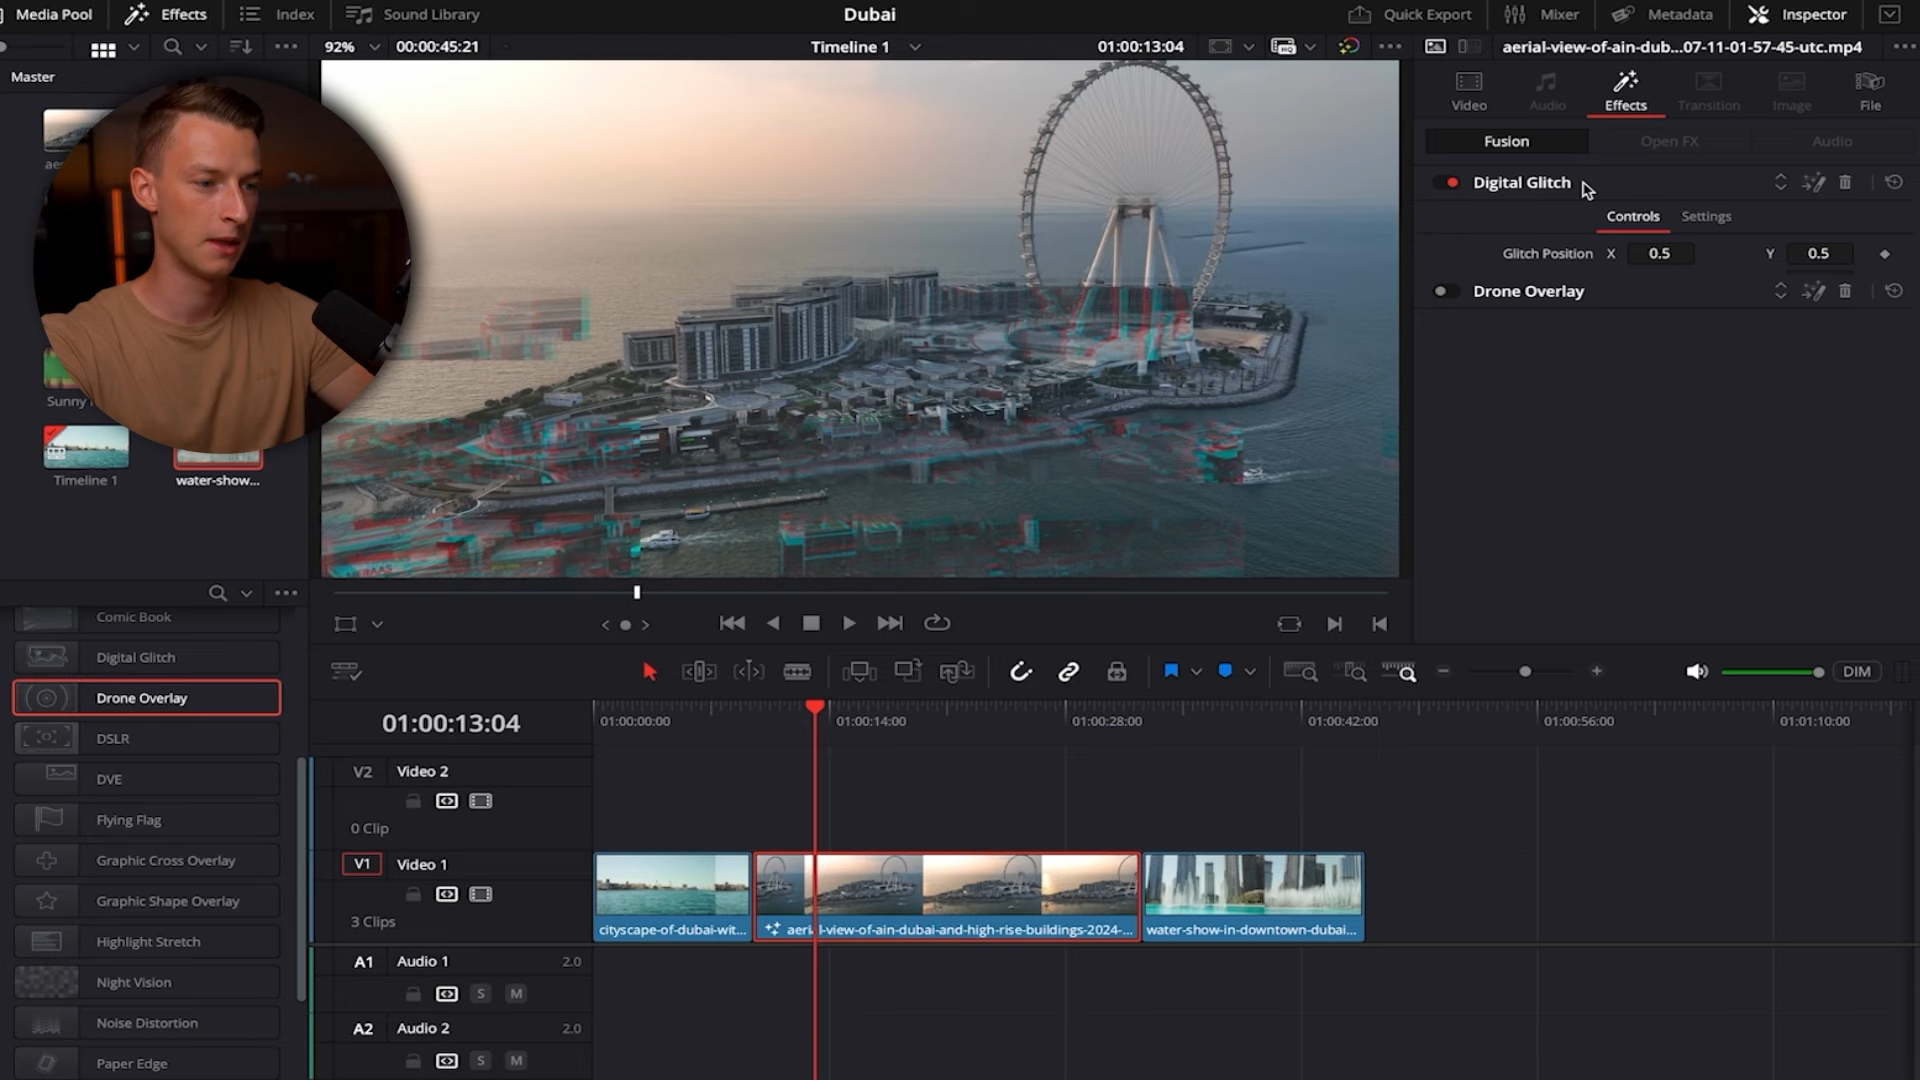 Media Pool Effects Index Sound Library Dubai Quick Export Mixer Metadata Inspector
92% 00:00:45:21 Timeline 1 01:00:13:04 aerial-view-of-ain-dub...07-11-01-57-45-utc.mp4
Master
Video Audio Effects Transition Image File
Fusion Open FX Audio
Digital Glitch
Controls Settings
Glitch Position X 0.5 Y 0.5
Drone Overlay
Sunny
Timeline 1 water-show...
Comic Book
Digital Glitch
Drone Overlay
DSLR
DVE
Flying Flag
Graphic Cross Overlay
Graphic Shape Overlay
Highlight Stretch
Night Vision
Noise Distortion
Paper Edge
DIM
01:00:13:04 01:00:00:00 01:00:14:00 01:00:28:00 01:00:42:00 01:00:56:00 01:01:10:00
V2 Video 2
0 Clip
V1 Video 1
3 Clips
cityscape-of-dubai-wit... aerial-view-of-ain-dubai-and-high-rise-buildings-2024-... water-show-in-downtown-dubai...
A1 Audio 1 2.0
S M
A2 Audio 2 2.0
S M